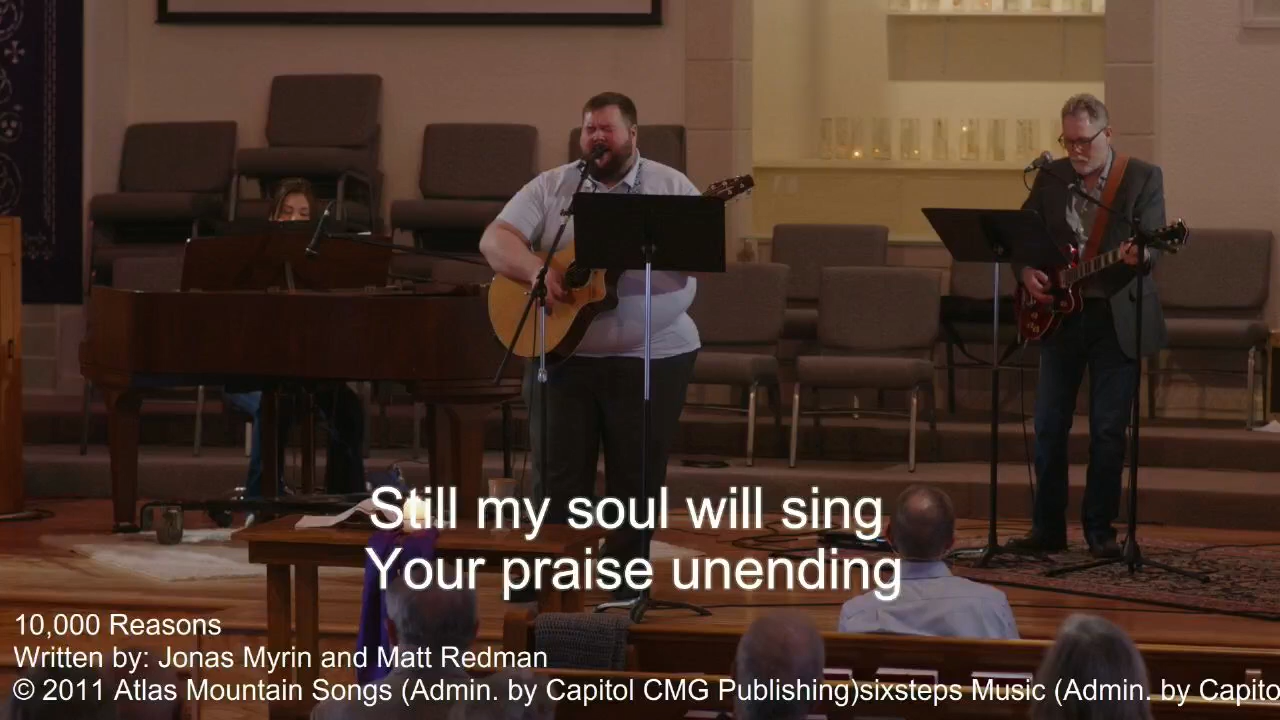 Still my soul will sing
Your praise unending
10,000 Reasons
Written by: Jonas Myrin and Matt Redman
© 2011 Atlas Mountain Songs (Admin. by Capitol CMG Publishing)sixsteps Music (Admin. by Capito